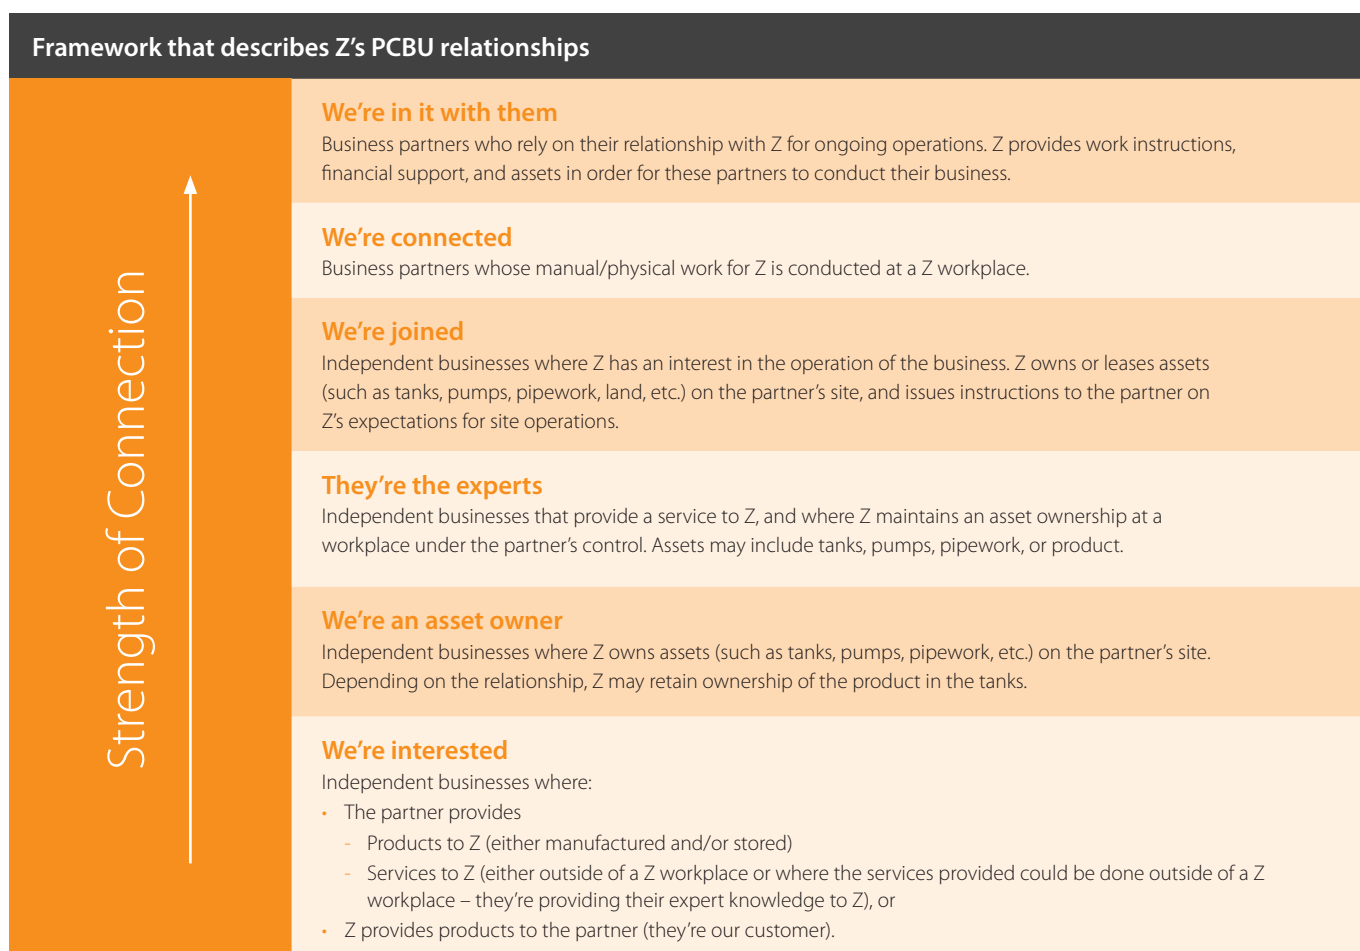 Framework that describes Z’s PCBU relationships
Strength of Connection
We’re in it with them
Business partners who rely on their relationship with Z for ongoing operations. Z provides work instructions,
financial support, and assets in order for these partners to conduct their business.
We’re connected
Business partners whose manual/physical work for Z is conducted at a Z workplace.
We’re joined
Independent businesses where Z has an interest in the operation of the business. Z owns or leases assets
(such as tanks, pumps, pipework, land, etc.) on the partner’s site, and issues instructions to the partner on
Z’s expectations for site operations.
They’re the experts
Independent businesses that provide a service to Z, and where Z maintains an asset ownership at a
workplace under the partner’s control. Assets may include tanks, pumps, pipework, or product.
We’re an asset owner
Independent businesses where Z owns assets (such as tanks, pumps, pipework, etc.) on the partner’s site.
Depending on the relationship, Z may retain ownership of the product in the tanks.
We’re interested
Independent businesses where:
• The partner provides
- Products to Z (either manufactured and/or stored)
- Services to Z (either outside of a Z workplace or where the services provided could be done outside of a Z
workplace – they’re providing their expert knowledge to Z), or
• Z provides products to the partner (they’re our customer).